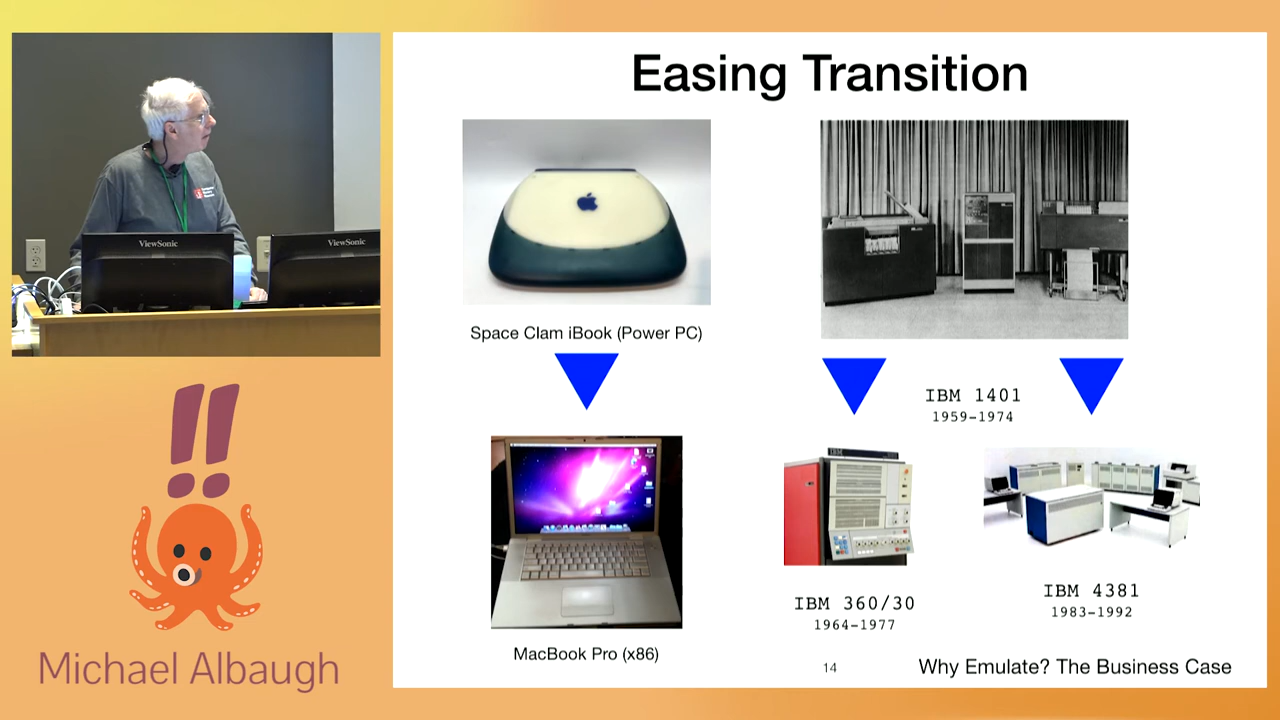 Easing Transition
ViewSonic
ViewSonic
Space Clam iBook (Power PC)
IBM 1401
1959-1974
MacBook Pro (x86)
IBM
IBM 360/30
1964-1977
IBM 4381
1983-1992
14
Why Emulate? The Business Case
!!
Michael Albaugh